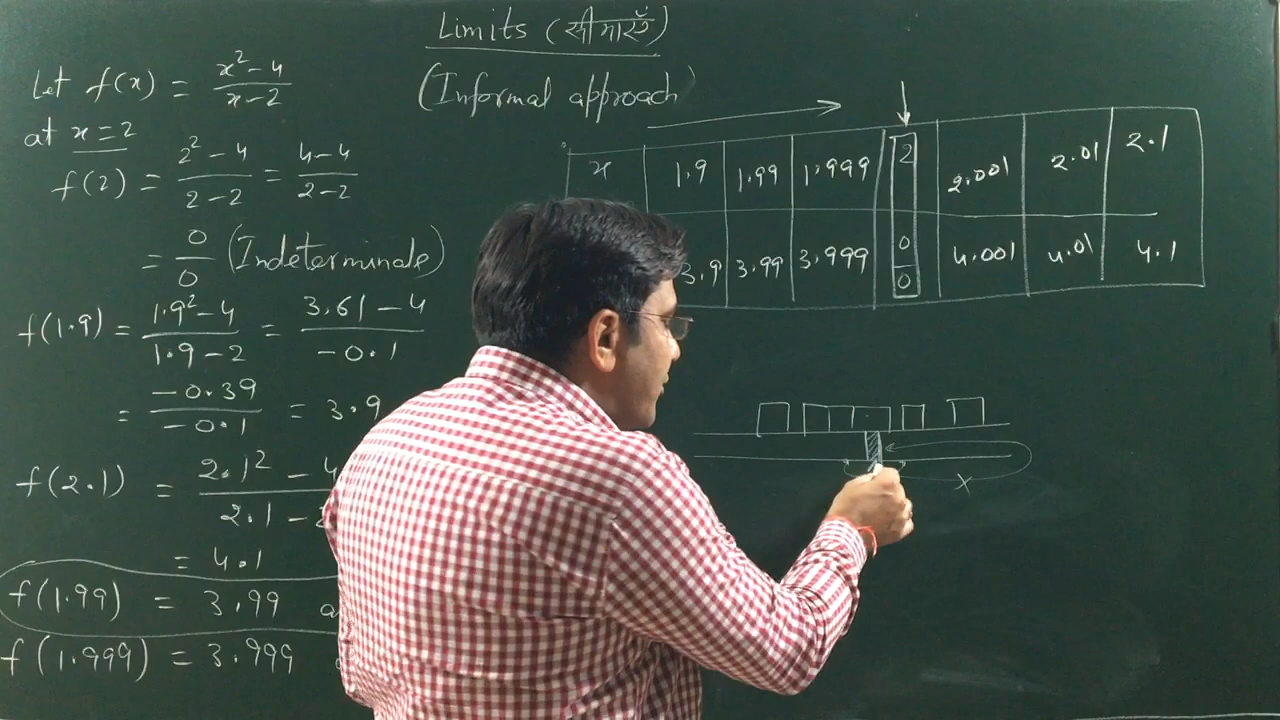 Limits (सीमाएँ)
(Informal approach
Let f(x) = x² - 4 / x - 2
at x = 2
f(2) = 2² - 4 / 2 - 2 = 4 - 4 / 2 - 2
= 0 / 0 (Indeterminate)
f(1.9) = 1.9² - 4 / 1.9 - 2 = 3.61 - 4 / - 0.1
= -0.39 / -0.1 = 3.9
f(2.1) = 2.1² - 4 / 2.1 -
= 4.1
f(1.99) = 3.99
f(1.999) = 3.999
x 1.9 1.99 1.999 2 2.001 2.01 2.1
3.9 3.99 3.999 0/0 4.001 4.01 4.1
x